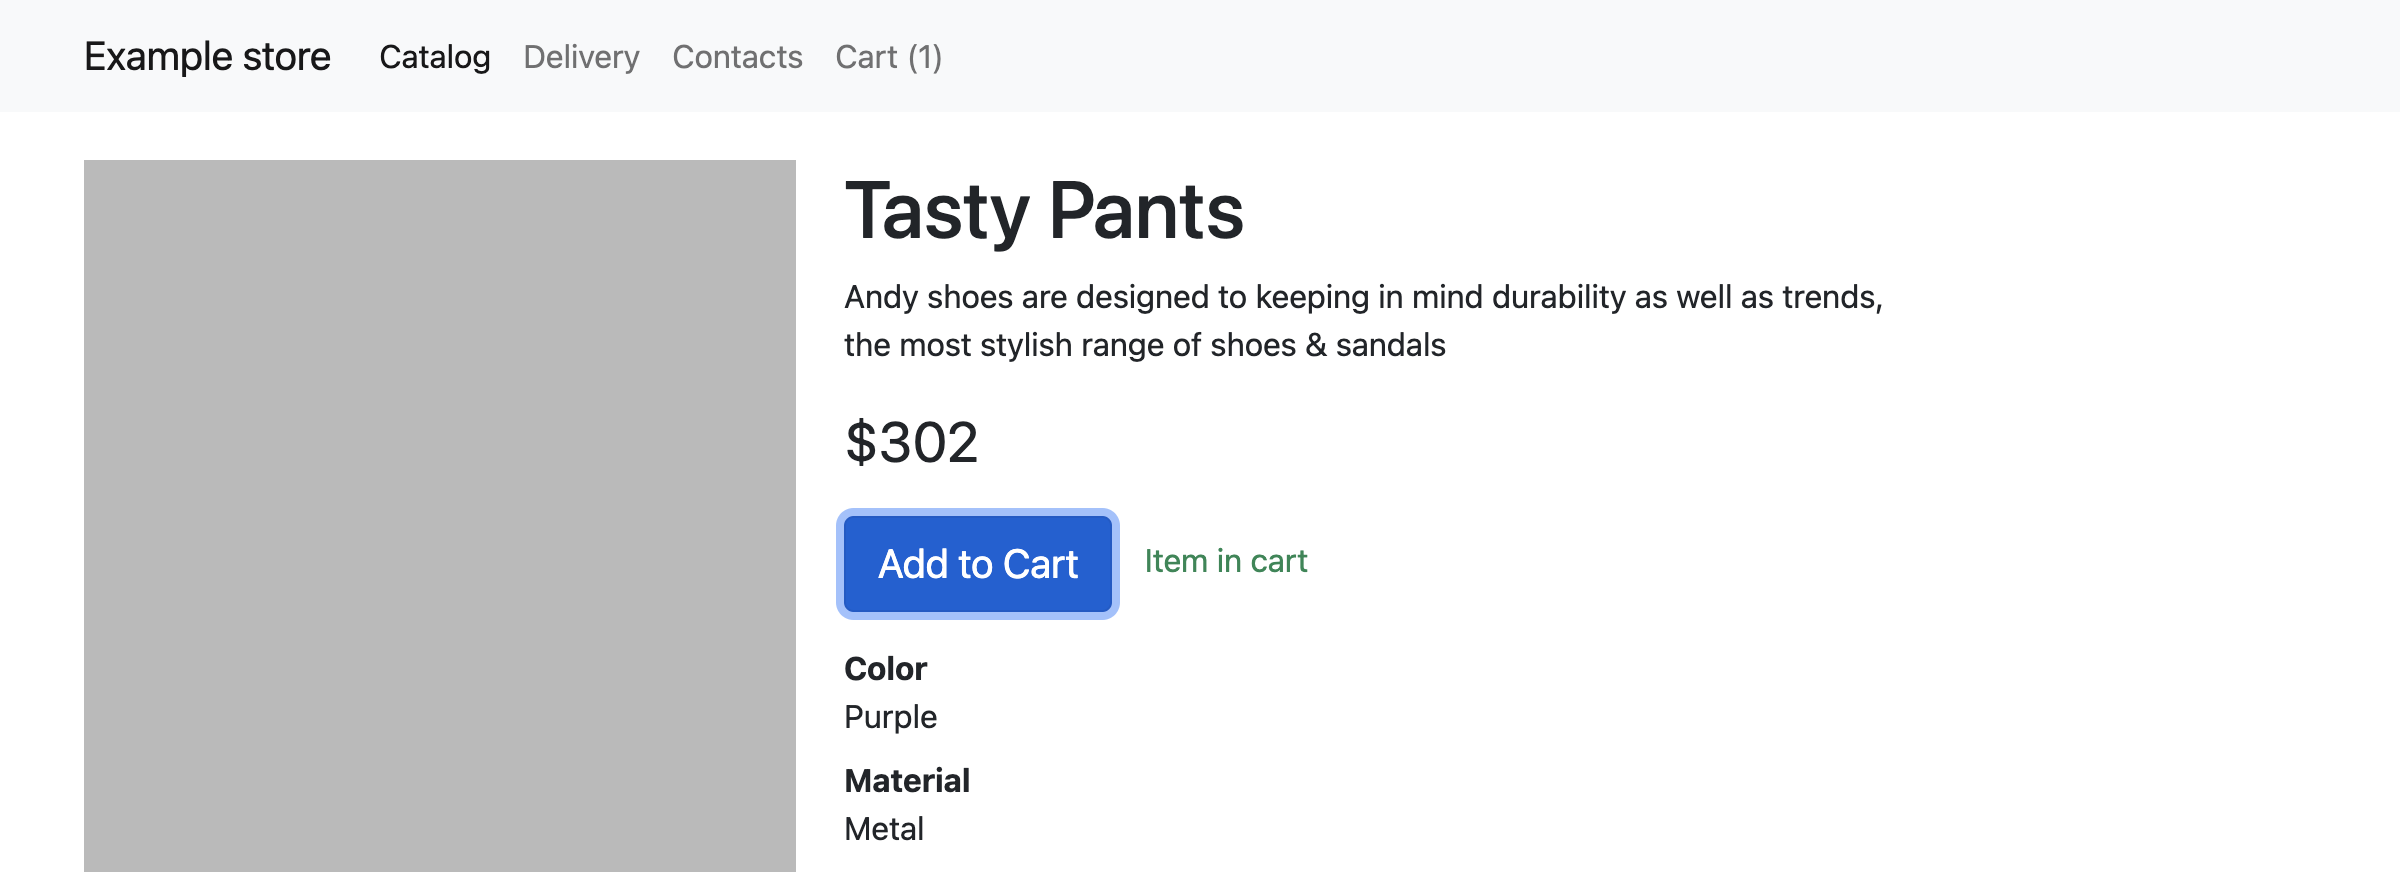 Example store Catalog Delivery Contacts Cart (1)
Tasty Pants
Andy shoes are designed to keeping in mind durability as well as trends,
the most stylish range of shoes & sandals
$302
Add to Cart Item in cart
Color
Purple
Material
Metal